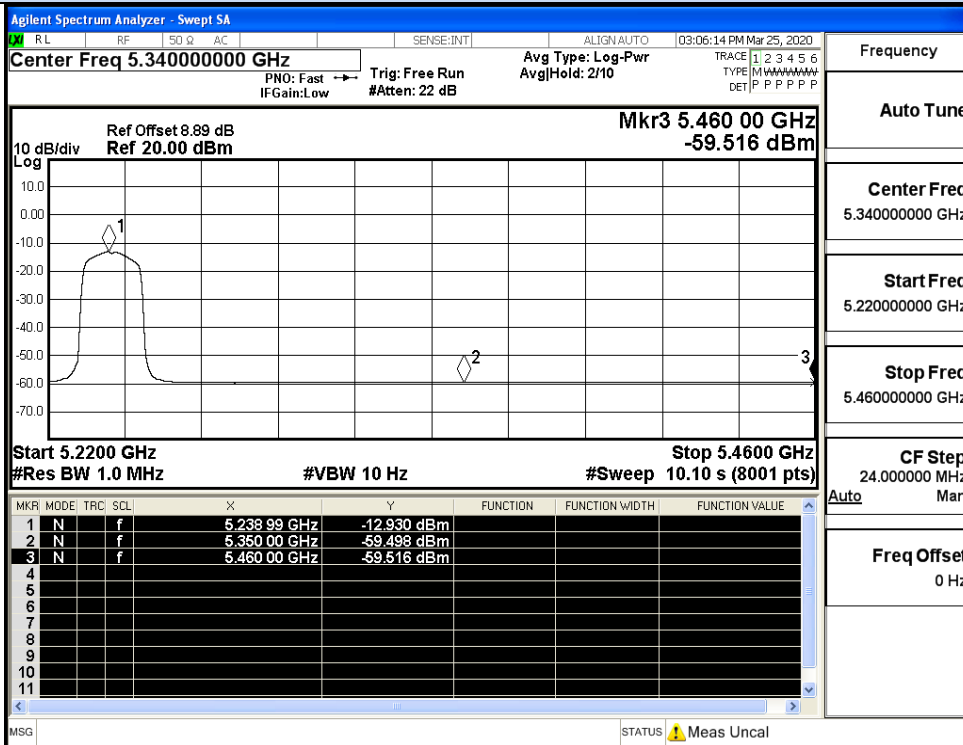 Agilent Spectrum Analyzer - Swept SA
LXI RL RF 50 Ω AC SENSE:INT ALIGN AUTO 03:06:14 PM Mar 25, 2020
Center Freq 5.340000000 GHz
PNO: Fast
IFGain:Low
Trig: Free Run
#Atten: 22 dB
Avg Type: Log-Pwr
Avg|Hold: 2/10
TRACE 1 2 3 4 5 6
TYPE M WWWWW
DET P P P P P P
Mkr3 5.460 00 GHz
-59.516 dBm
Ref Offset 8.89 dB
10 dB/div Ref 20.00 dBm
Log
10.0
0.00
-10.0
-20.0
-30.0
-40.0
-50.0
-60.0
-70.0
1
2
3
Start 5.2200 GHz Stop 5.4600 GHz
#Res BW 1.0 MHz #VBW 10 Hz #Sweep 10.10 s (8001 pts)
MKR MODE TRC SCL X Y FUNCTION FUNCTION WIDTH FUNCTION VALUE
1 N f 5.238 99 GHz -12.930 dBm
2 N f 5.350 00 GHz -59.498 dBm
3 N f 5.460 00 GHz -59.516 dBm
4
5
6
7
8
9
10
11
MSG STATUS Meas Uncal
Frequency
Auto Tune
Center Freq
5.340000000 GHz
Start Freq
5.220000000 GHz
Stop Freq
5.460000000 GHz
CF Step
24.000000 MHz
Auto Man
Freq Offset
0 Hz